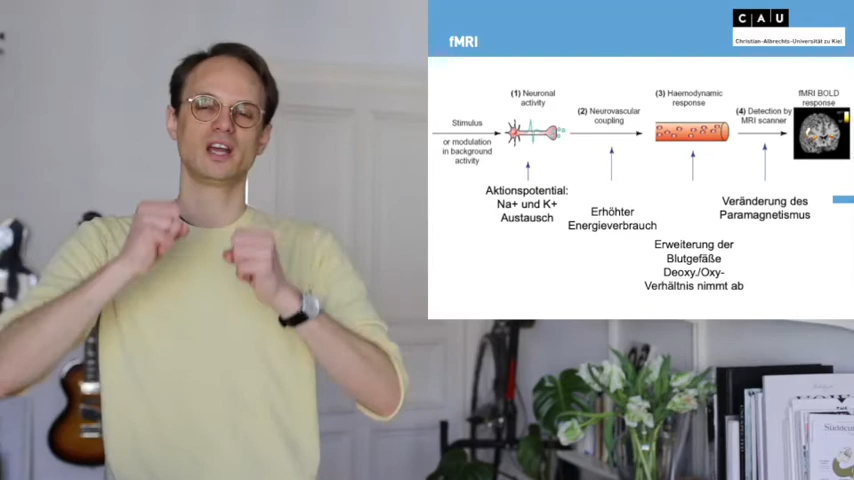 fMRI
CAU
Christian-Albrechts-Universität zu Kiel
Stimulus
or modulation
in background
activity
(1) Neuronal
activity
(2) Neurovascular
coupling
(3) Haemodynamic
response
(4) Detection by
MRI scanner
fMRI BOLD
response
Aktionspotential:
Na+ und K+
Austausch
Erhöhter
Energieverbrauch
Erweiterung der
Blutgefäße
Deoxy./Oxy-
Verhältnis nimmt ab
Veränderung des
Paramagnetismus